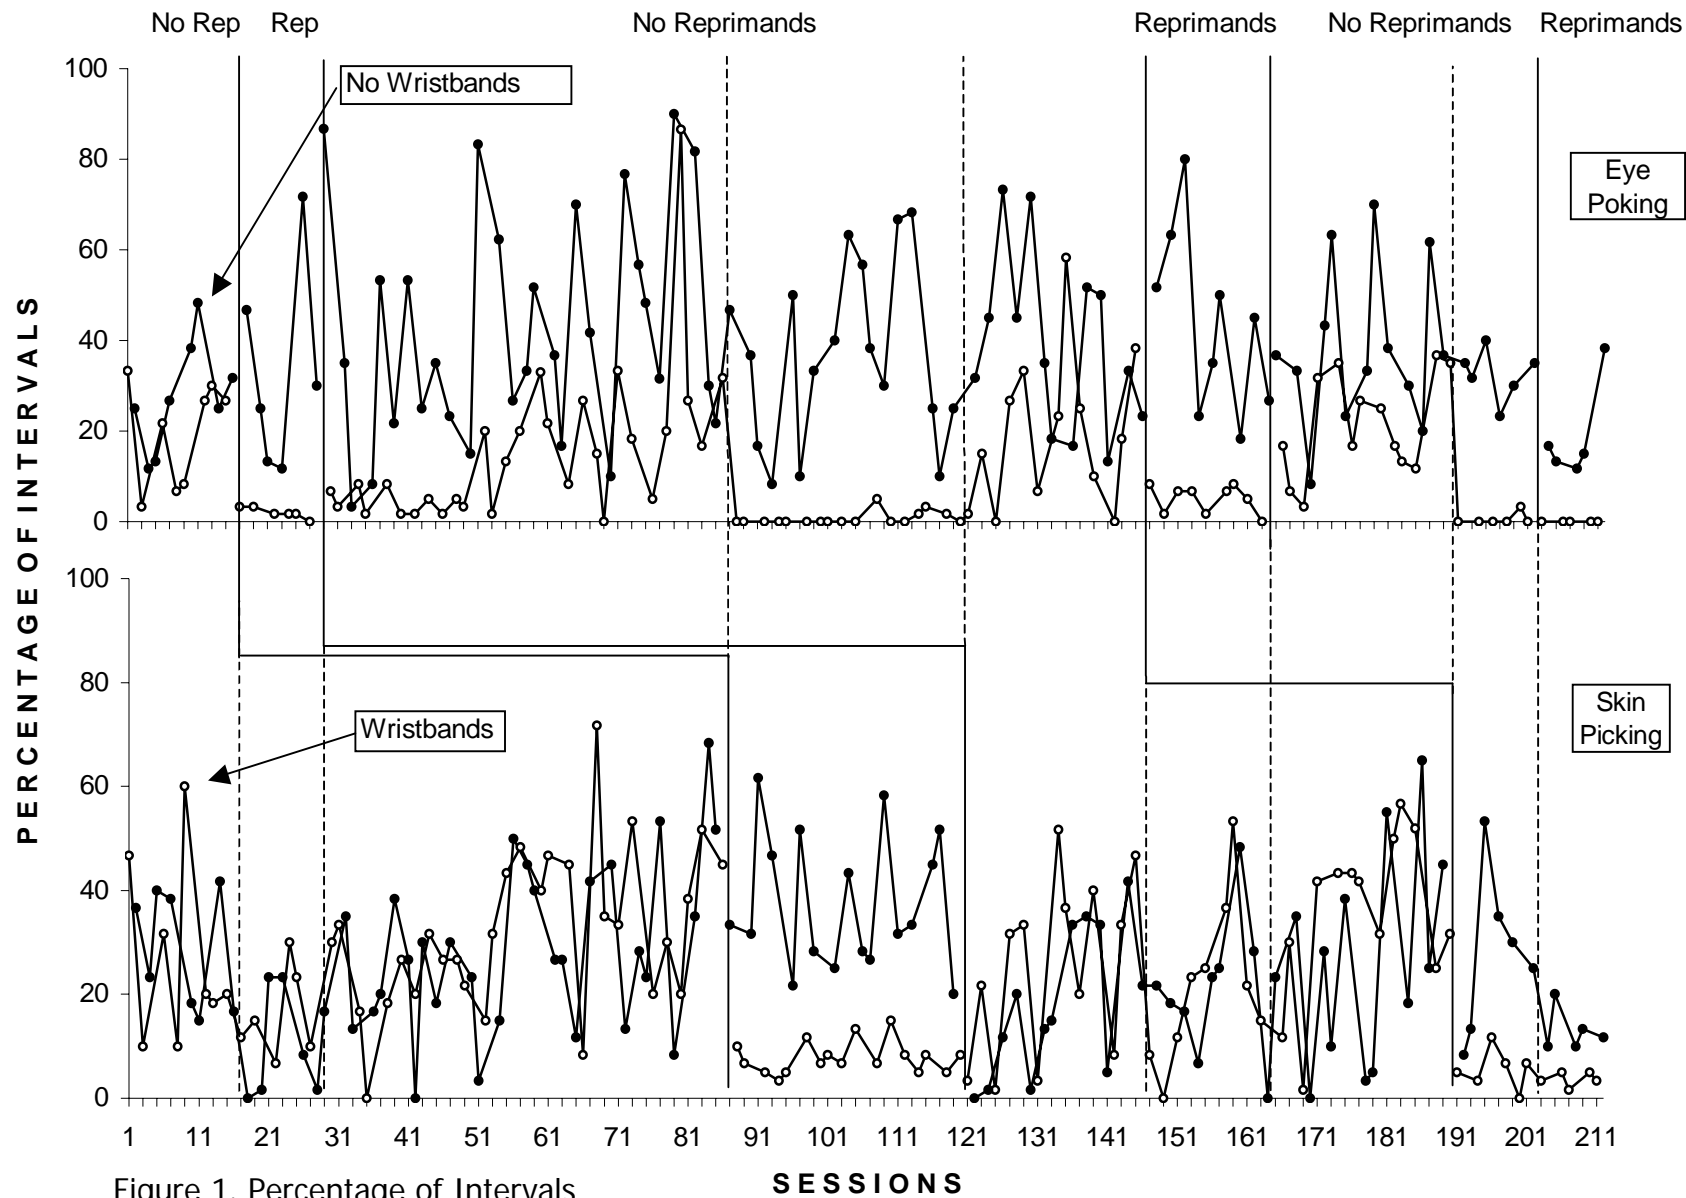 No Rep Rep No Reprimands Reprimands No Reprimands Reprimands
100
No Wristbands
80
Eye
Poking
60
40
20
0
PERCENTAGE OF INTERVALS
100
80
Skin
Picking
Wristbands
60
40
20
0
1 11 21 31 41 51 61 71 81 91 101 111 121 131 141 151 161 171 181 191 201 211
SESSIONS
Figure 1. Percentage of Intervals